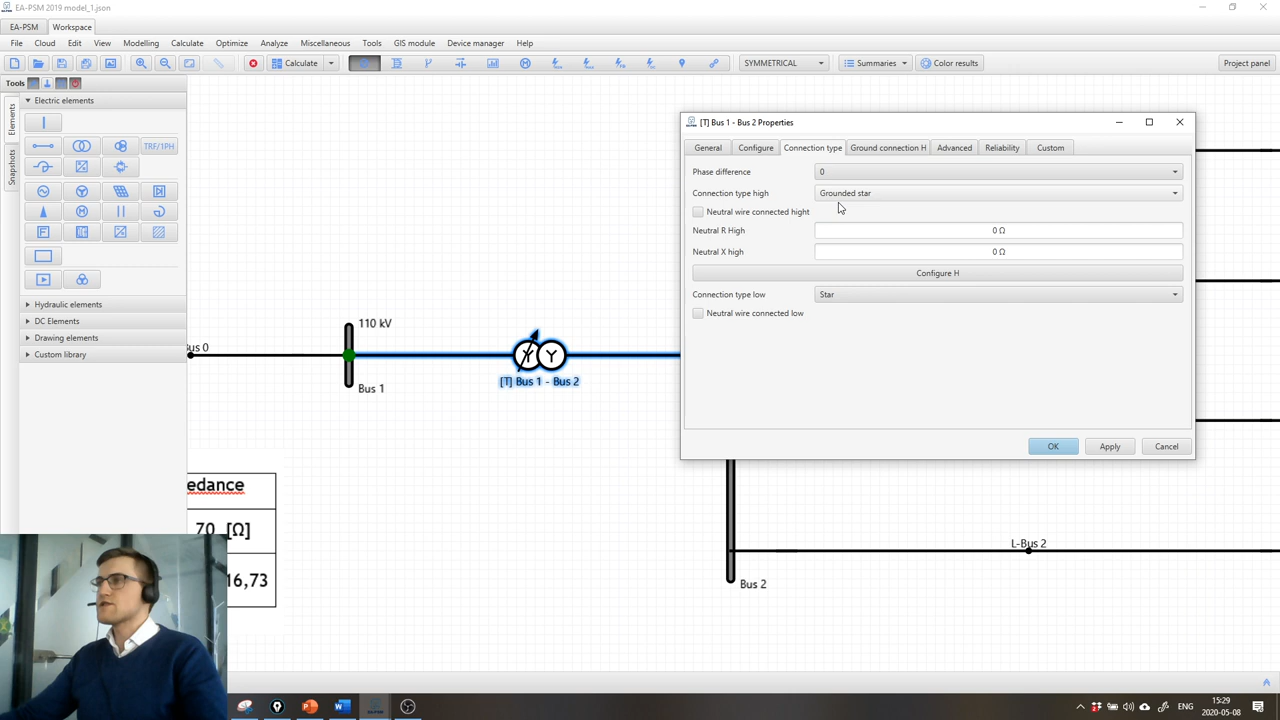 EA-PSM 2019 model_1.json
EA-PSM Workspace
File Cloud Edit View Modelling Calculate Optimize Analyze Miscellaneous Tools GIS module Device manager Help
Calculate SYMMETRICAL Summaries Color results Project panel
Tools
Elements
Snapshots
Electric elements
TRF/1PH
Hydraulic elements
DC Elements
Drawing elements
Custom library
us 0
110 kV
Bus 1
[T] Bus 1 - Bus 2
[T] Bus 1 - Bus 2 Properties
General Configure Connection type Ground connection H Advanced Reliability Custom
Phase difference 0
Connection type high Grounded star
Neutral wire connected hight
Neutral R High 0 Ω
Neutral X high 0 Ω
Configure H
Connection type low Star
Neutral wire connected low
OK Apply Cancel
L-Bus 2
Bus 2
edance
70 [Ω]
16,73
ENG
15:29
2020-05-08